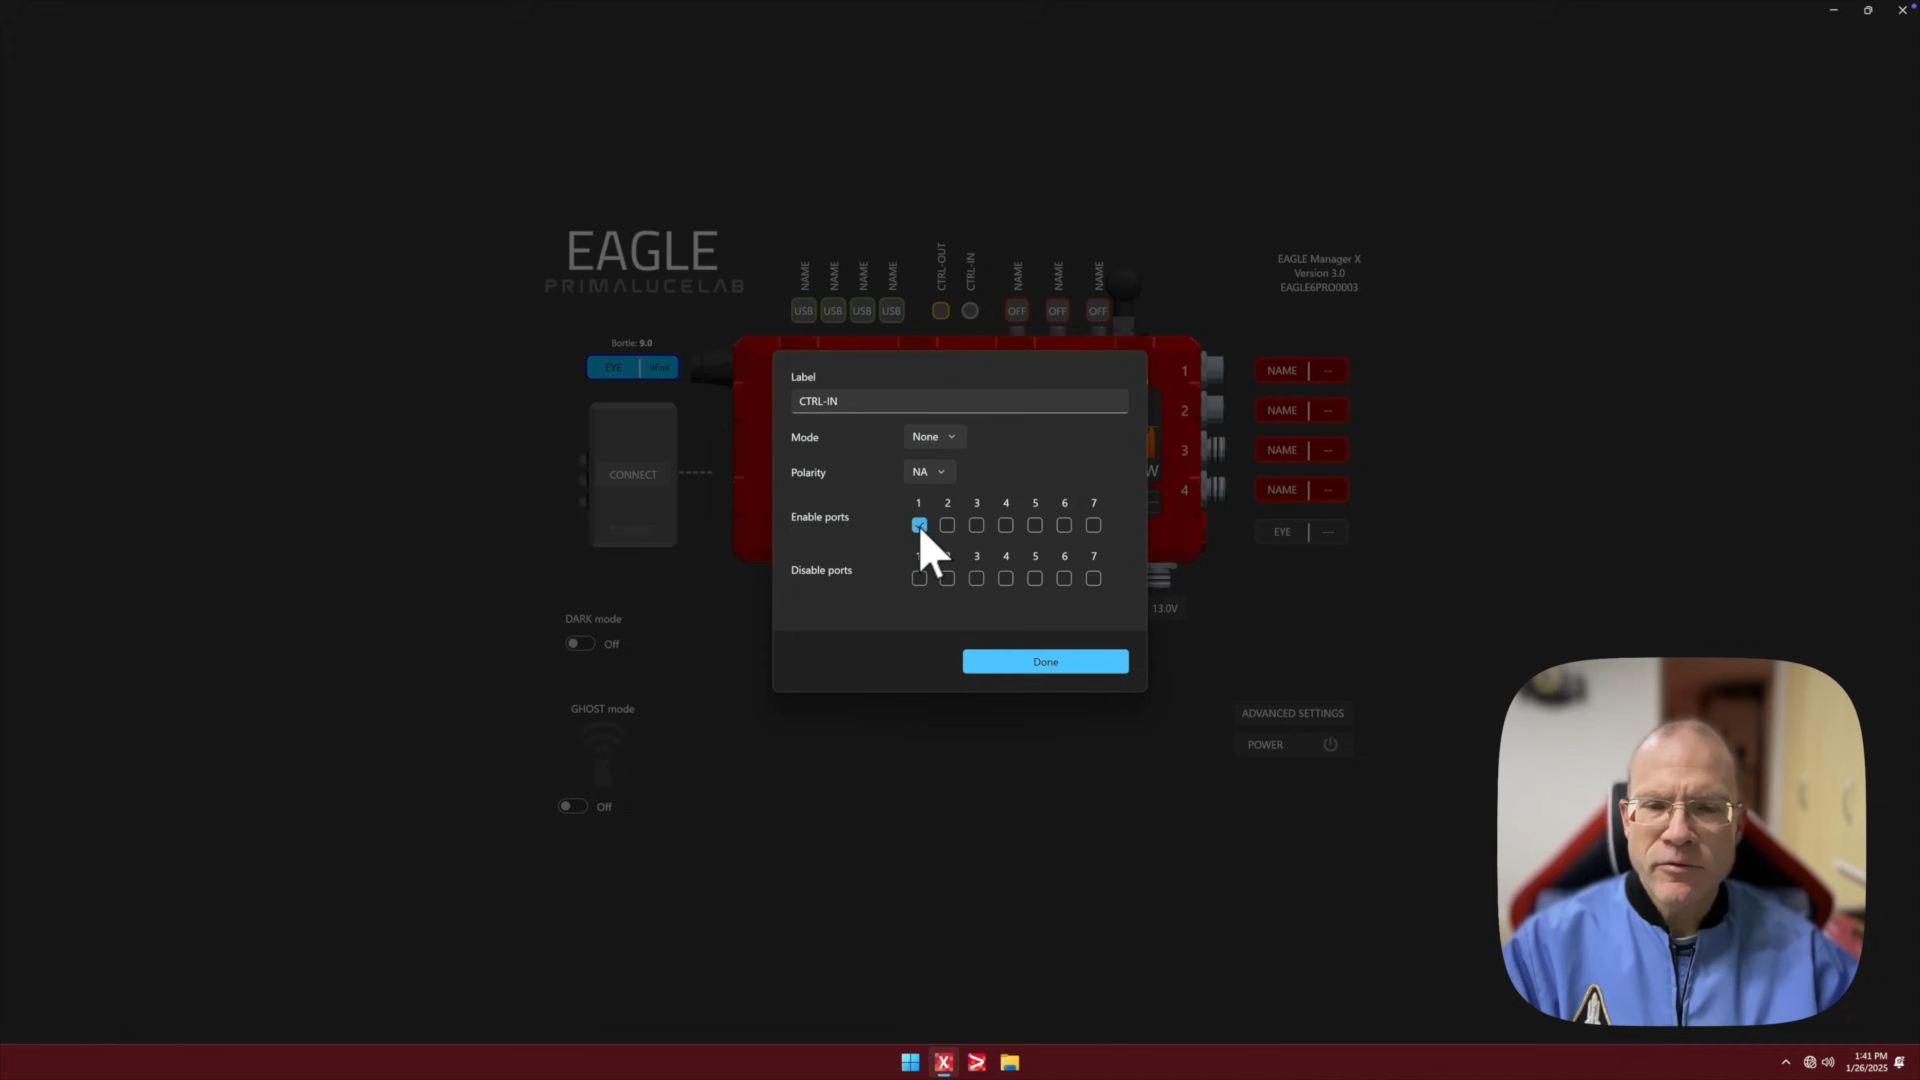 EAGLE
PRIMALUCELAB
NAME
NAME
NAME
NAME
CTRL-OUT
CTRL-IN
NAME
NAME
NAME
USB
USB
USB
USB
OFF
OFF
OFF
EAGLE Manager X
Version 3.0
EAGLE6PRO0003
Bortle: 9.0
EYE
nfinit
CONNECT
Label
CTRL-IN
Mode
None
Polarity
NA
1 2 3 4 5 6 7
Enable ports
3 4 5 6 7
Disable ports
Done
1
2
3
4
W
NAME --
NAME --
NAME --
NAME --
EYE ---
13.0V
DARK mode
Off
GHOST mode
Off
ADVANCED SETTINGS
POWER
1:41 PM
1/26/2025